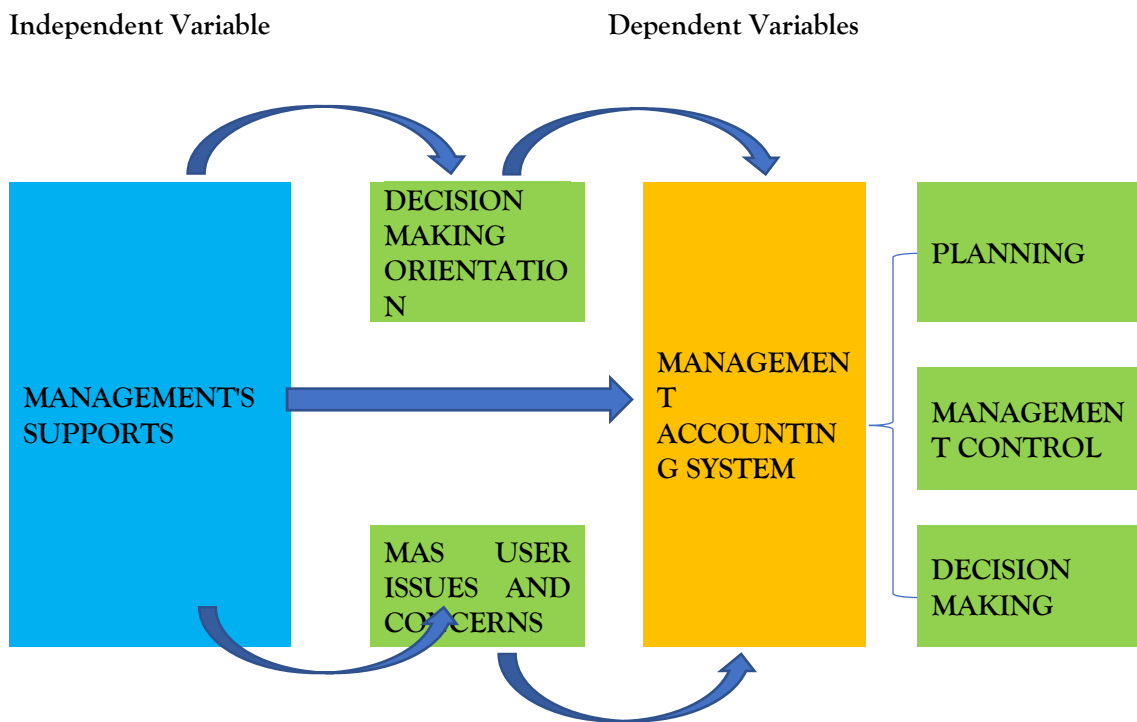 Independent Variable
Dependent Variables
DECISION
MAKING
ORIENTATIO
N
MANAGEMENT'S
SUPPORTS
MAS USER
ISSUES AND
CONCERNS
MANAGEMEN
T
ACCOUNTIN
G SYSTEM
PLANNING
MANAGEMEN
T CONTROL
DECISION
MAKING